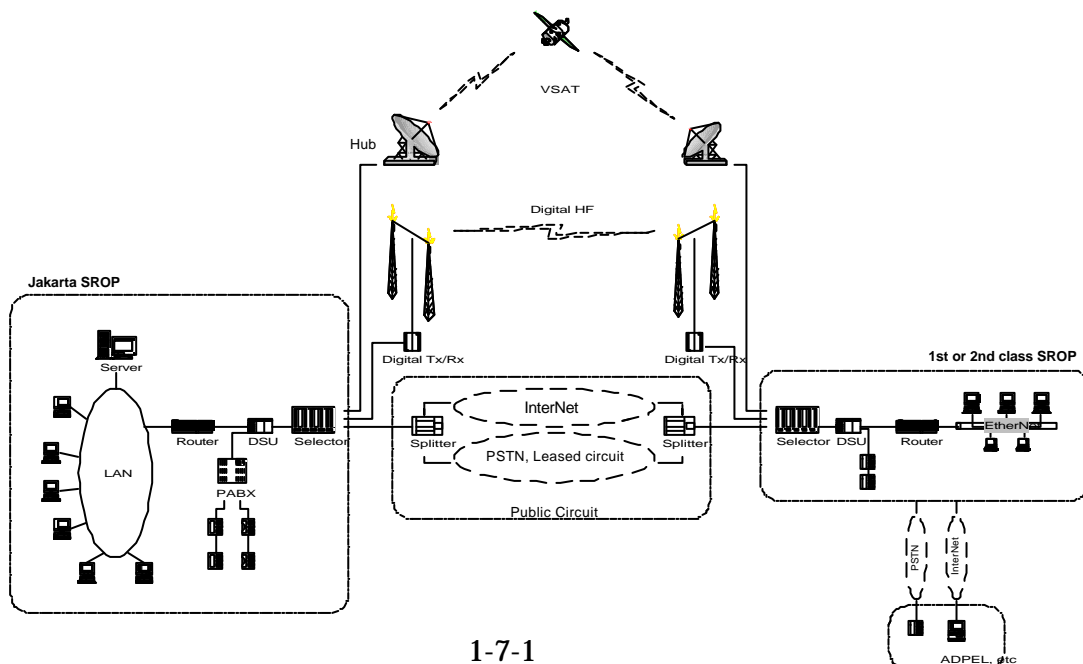 VSAT
Hub
Digital HF
Jakarta SROP
Server
Digital Tx/Rx
Digital Tx/Rx
1st or 2nd class SROP
InterNet
Router
DSU
Selector
Splitter
Splitter
Selector
DSU
Router
EtherN
LAN
PSTN, Leased circuit
PABX
Public Circuit
PSTN
InterNet
1-7-1
ADPEL, etc